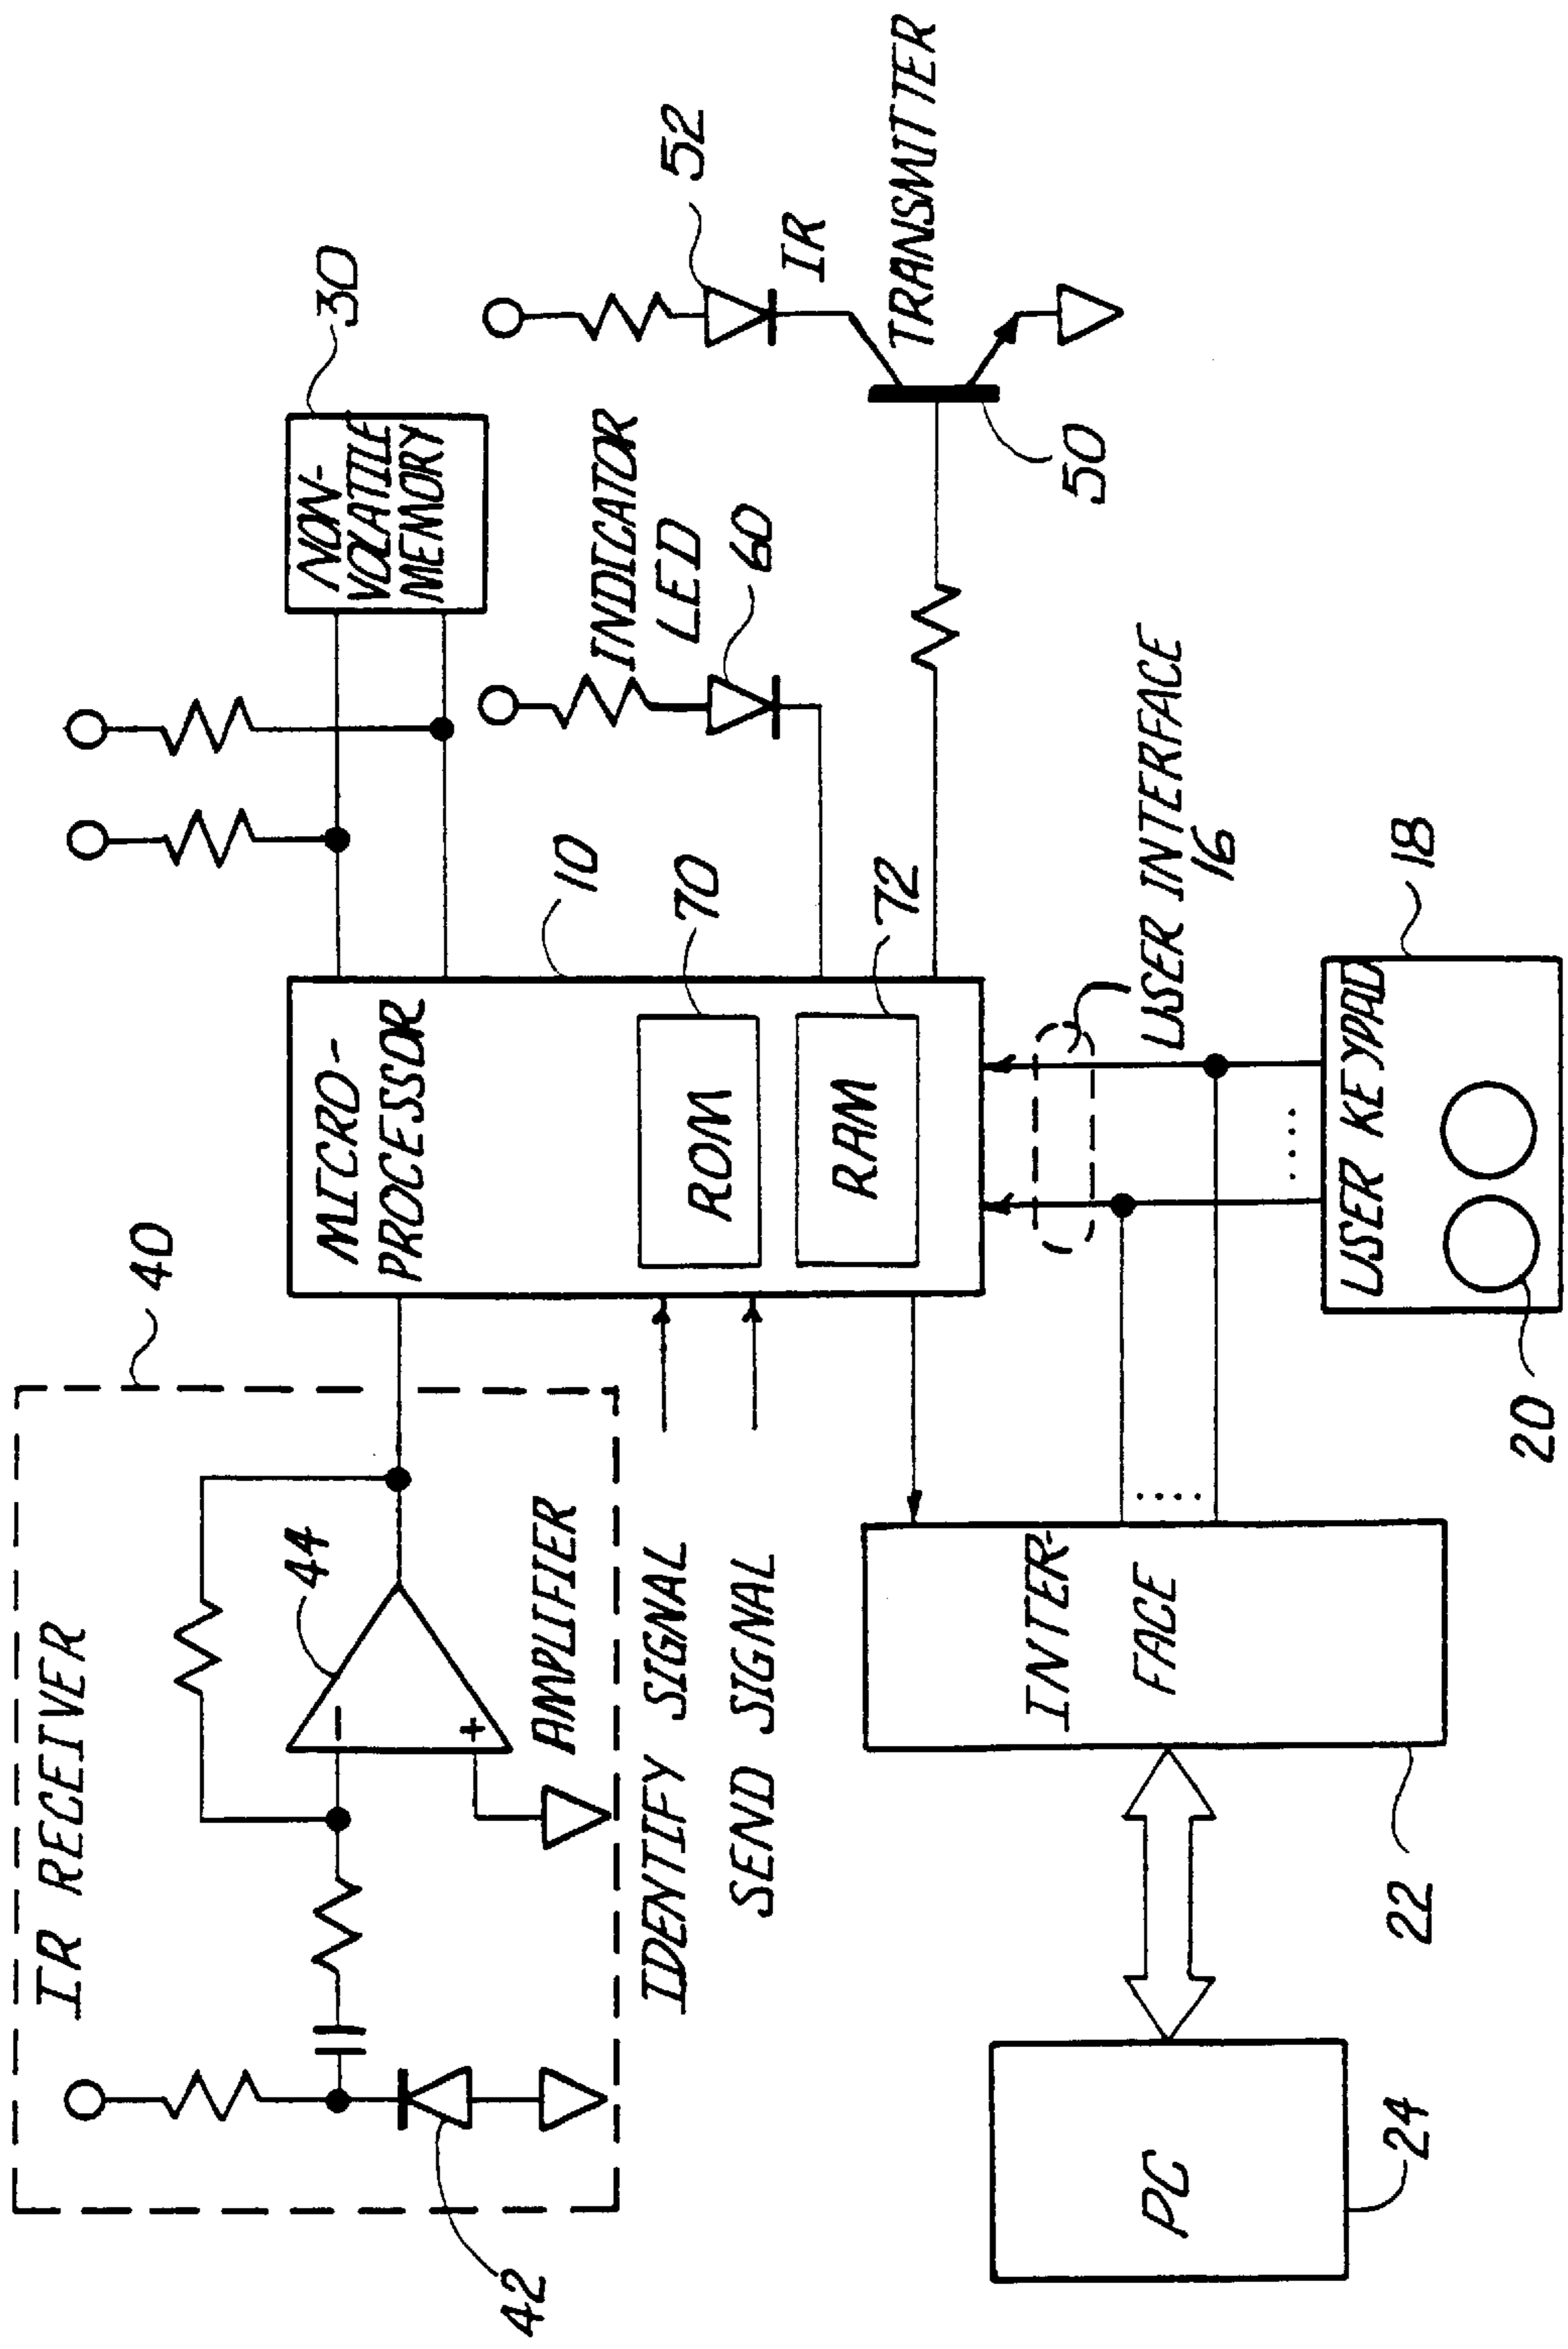 IR RECEIVER
40
44
42
AMPLIFIER
-
+
IDENTIFY SIGNAL
SEND SIGNAL
MICRO-
PROCESSOR
10
ROM
70
RAM
72
NON-
VOLATILE
MEMORY
30
INDICATOR
LED
60
52
IR
TRANSMITTER
50
USER INTERFACE
16
INTER-
FACE
22
PC
24
USER KEYPAD
18
20